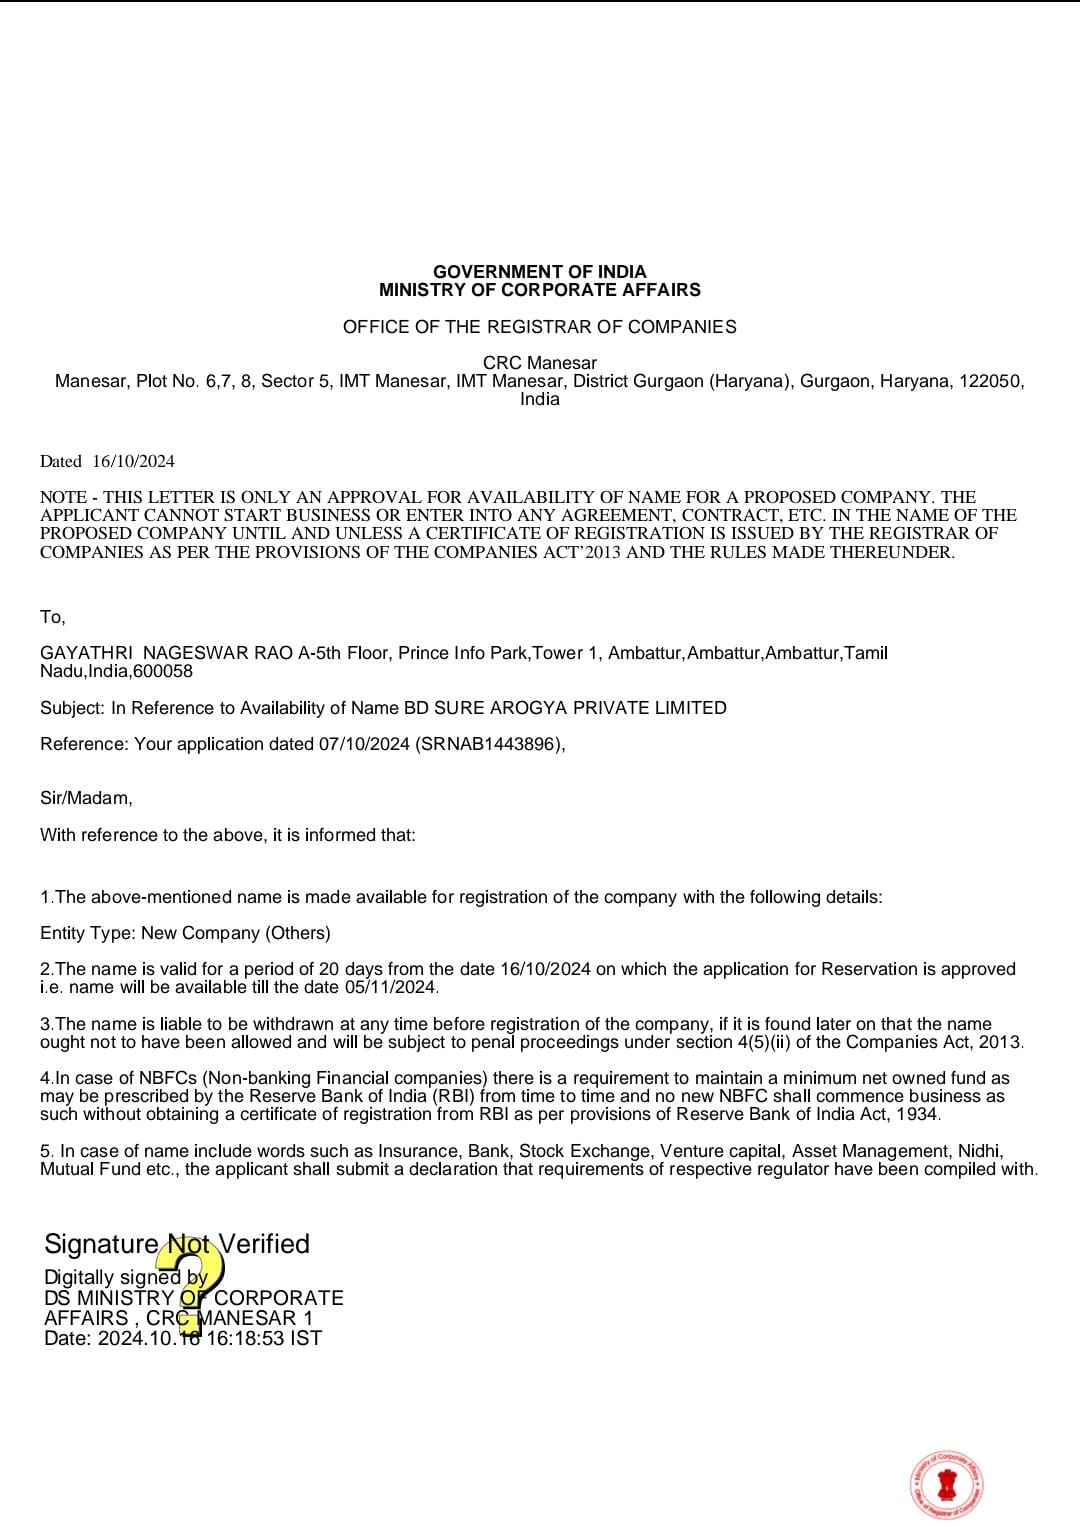 GOVERNMENT OF INDIA
MINISTRY OF CORPORATE AFFAIRS
OFFICE OF THE REGISTRAR OF COMPANIES
CRC Manesar
Manesar, Plot No. 6,7, 8, Sector 5, IMT Manesar, IMT Manesar, District Gurgaon (Haryana), Gurgaon, Haryana, 122050,
India
Dated  16/10/2024
NOTE - THIS LETTER IS ONLY AN APPROVAL FOR AVAILABILITY OF NAME FOR A PROPOSED COMPANY. THE
APPLICANT CANNOT START BUSINESS OR ENTER INTO ANY AGREEMENT, CONTRACT, ETC. IN THE NAME OF THE
PROPOSED COMPANY UNTIL AND UNLESS A CERTIFICATE OF REGISTRATION IS ISSUED BY THE REGISTRAR OF
COMPANIES AS PER THE PROVISIONS OF THE COMPANIES ACT’2013 AND THE RULES MADE THEREUNDER.
To,
GAYATHRI  NAGESWAR RAO A-5th Floor, Prince Info Park,Tower 1, Ambattur,Ambattur,Ambattur,Tamil
Nadu,India,600058
Subject: In Reference to Availability of Name BD SURE AROGYA PRIVATE LIMITED
Reference: Your application dated 07/10/2024 (SRNAB1443896),
Sir/Madam,
With reference to the above, it is informed that:
1.The above-mentioned name is made available for registration of the company with the following details:
Entity Type: New Company (Others)
2.The name is valid for a period of 20 days from the date 16/10/2024 on which the application for Reservation is approved
i.e. name will be available till the date 05/11/2024.
3.The name is liable to be withdrawn at any time before registration of the company, if it is found later on that the name
ought not to have been allowed and will be subject to penal proceedings under section 4(5)(ii) of the Companies Act, 2013.
4.In case of NBFCs (Non-banking Financial companies) there is a requirement to maintain a minimum net owned fund as
may be prescribed by the Reserve Bank of India (RBI) from time to time and no new NBFC shall commence business as
such without obtaining a certificate of registration from RBI as per provisions of Reserve Bank of India Act, 1934.
5. In case of name include words such as Insurance, Bank, Stock Exchange, Venture capital, Asset Management, Nidhi,
Mutual Fund etc., the applicant shall submit a declaration that requirements of respective regulator have been compiled with.
Signature Not Verified
Digitally signed by
DS MINISTRY OF CORPORATE
AFFAIRS , CRC MANESAR 1
Date: 2024.10.16 16:18:53 IST
Ministry of Corporate Affairs
Office of Registrar of Companies